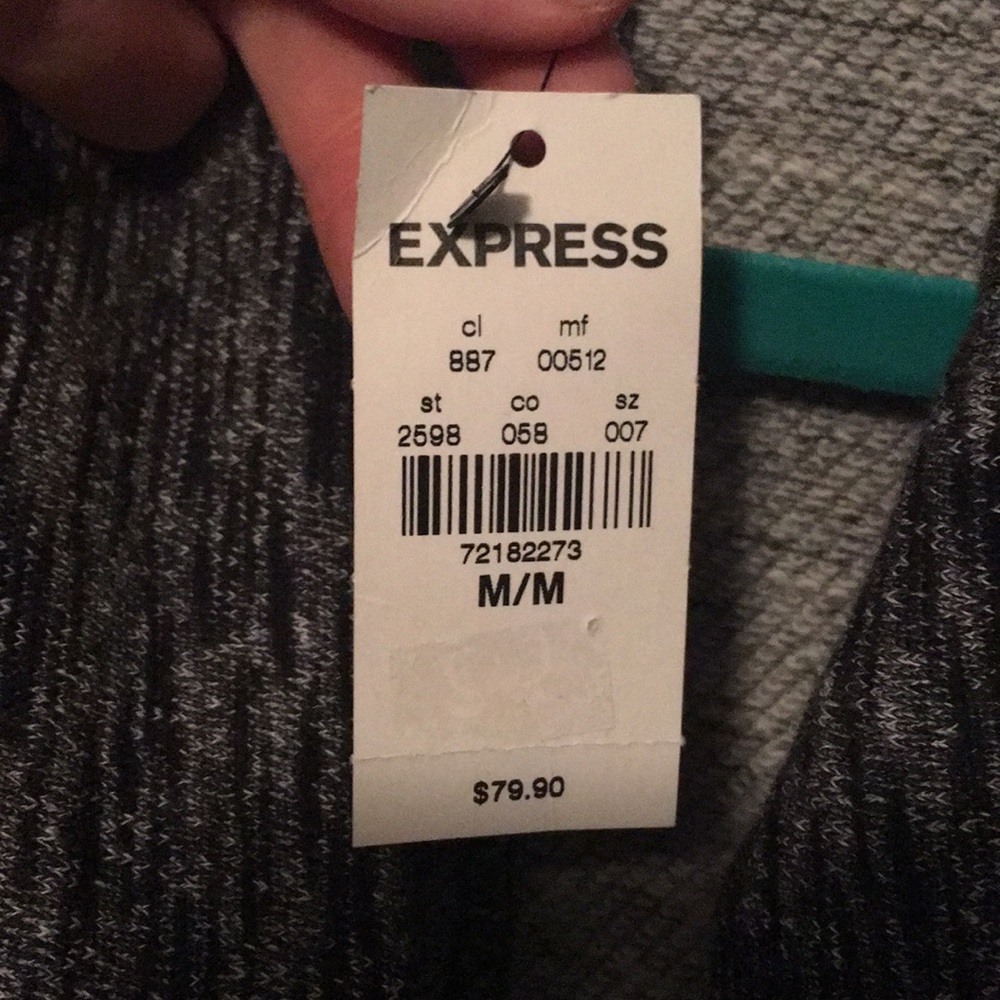 EXPRESS
cl mf
887 00512
st co sz
2598 058 007
72182273
M/M
$79.90